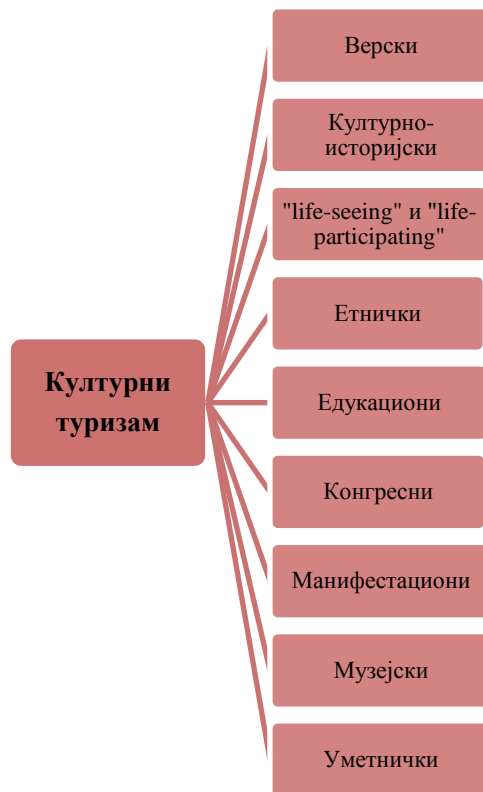 Верски
Културно-
историјски
"life-seeing" и "life-
participating"
Етнички
Културни
туризам
Едукациони
Конгресни
Манифестациони
Музејски
Уметнички